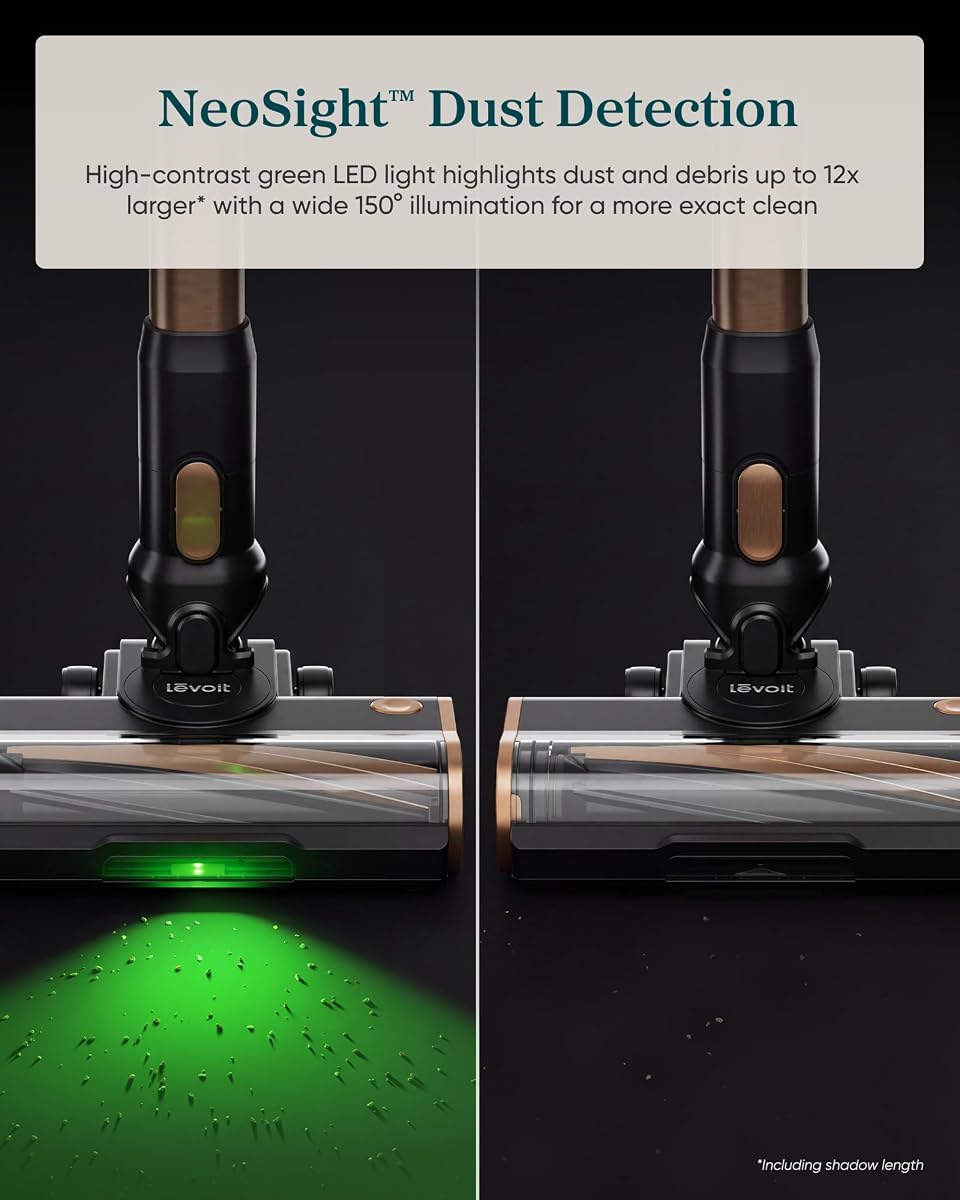 NeoSight™ Dust Detection
High-contrast green LED light highlights dust and debris up to 12x
larger* with a wide 150° illumination for a more exact clean
Levoit
Levoit
*Including shadow length